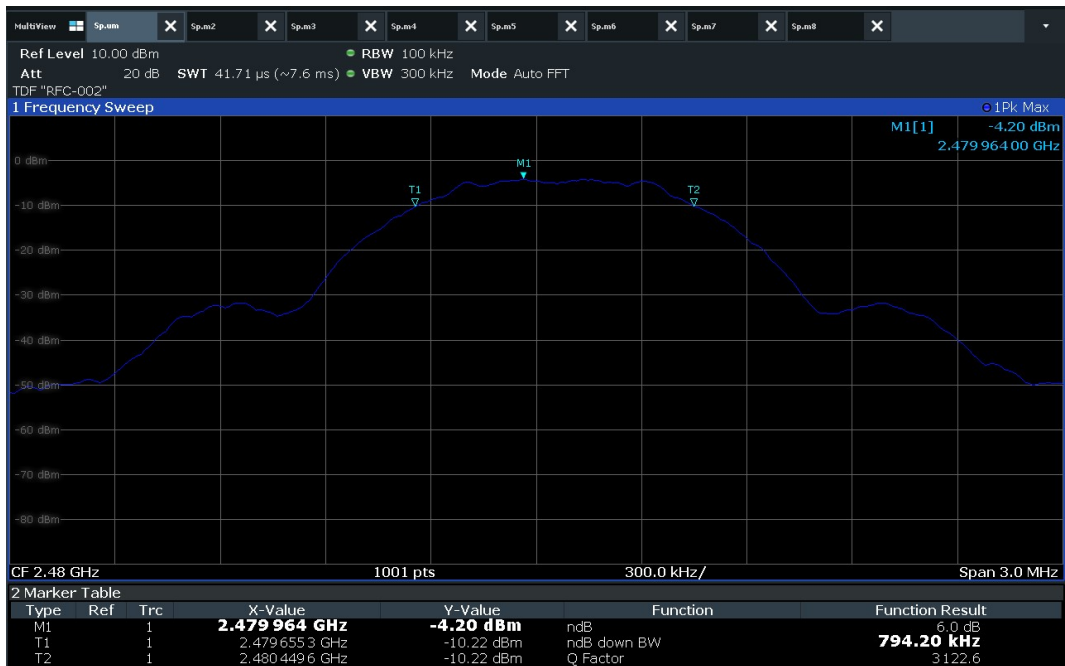 MultiView Sp.um Sp.m2 Sp.m3 Sp.m4 Sp.m5 Sp.m6 Sp.m7 Sp.m8
Ref Level 10.00 dBm RBW 100 kHz
Att 20 dB SWT 41.71 µs (~7.6 ms) VBW 300 kHz Mode Auto FFT
TDF "RFC-002"
1 Frequency Sweep 1Pk Max
M1[1] -4.20 dBm
2.479 964 00 GHz
0 dBm
M1
T1 T2
-10 dBm
-20 dBm
-30 dBm
-40 dBm
-50 dBm
-60 dBm
-70 dBm
-80 dBm
CF 2.48 GHz 1001 pts 300.0 kHz/ Span 3.0 MHz
2 Marker Table
Type Ref Trc X-Value Y-Value Function Function Result
M1 1 2.479 964 GHz -4.20 dBm ndB 6.0 dB
T1 1 2.479 655 3 GHz -10.22 dBm ndB down BW 794.20 kHz
T2 1 2.480 449 6 GHz -10.22 dBm Q Factor 3 122.6